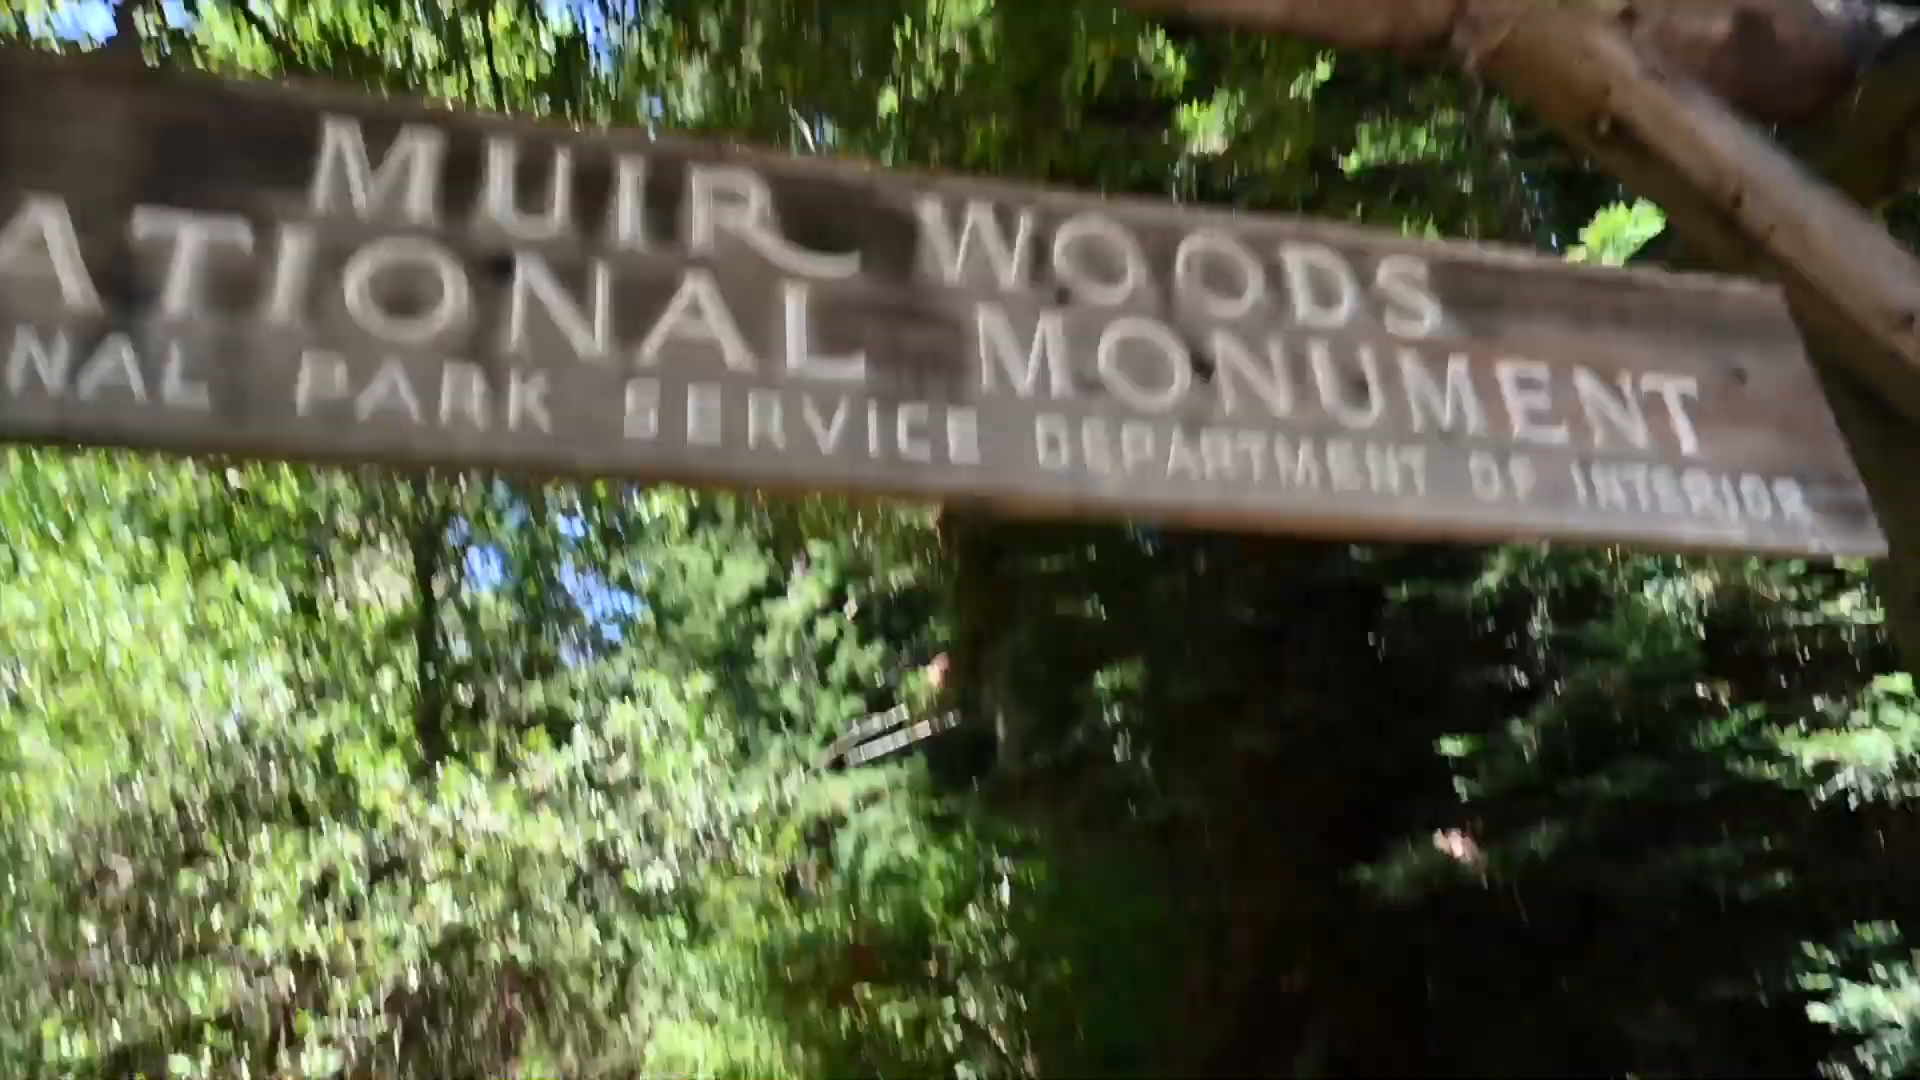 MUIR WOODS
ATIONAL MONUMENT
NAL PARK SERVICE DEPARTMENT OF INTERIOR